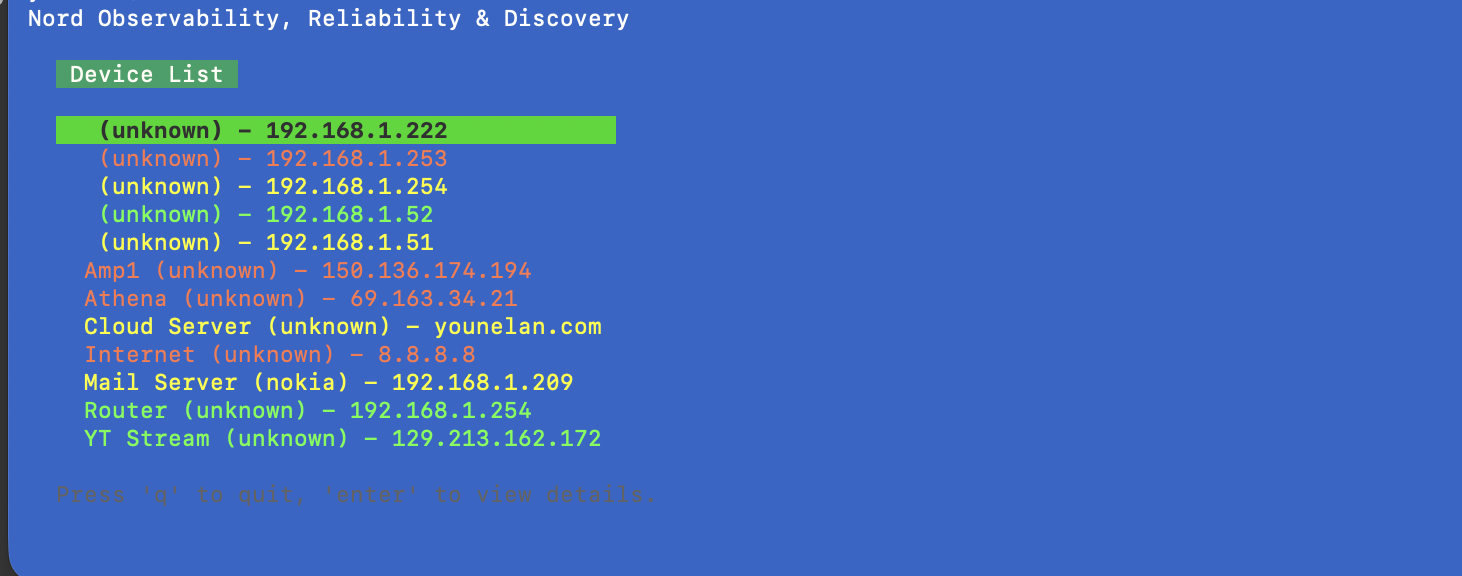 Nord Observability, Reliability & Discovery
Device List
(unknown) – 192.168.1.222
(unknown) – 192.168.1.253
(unknown) – 192.168.1.254
(unknown) – 192.168.1.52
(unknown) – 192.168.1.51
Amp1 (unknown) – 150.136.174.194
Athena (unknown) – 69.163.34.21
Cloud Server (unknown) – younelan.com
Internet (unknown) – 8.8.8.8
Mail Server (nokia) – 192.168.1.209
Router (unknown) – 192.168.1.254
YT Stream (unknown) – 129.213.162.172
Press 'q' to quit, 'enter' to view details.